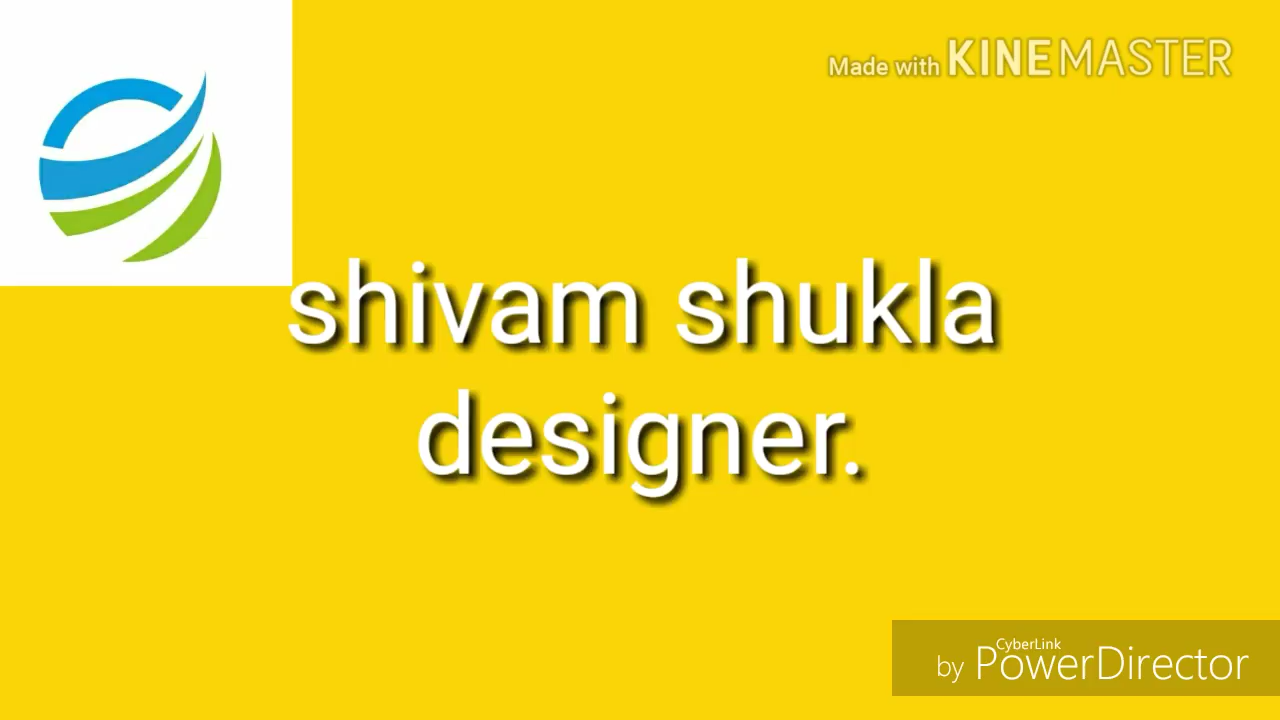 Made with KINEMASTER
shivam shukla
designer.
CyberLink
by PowerDirector